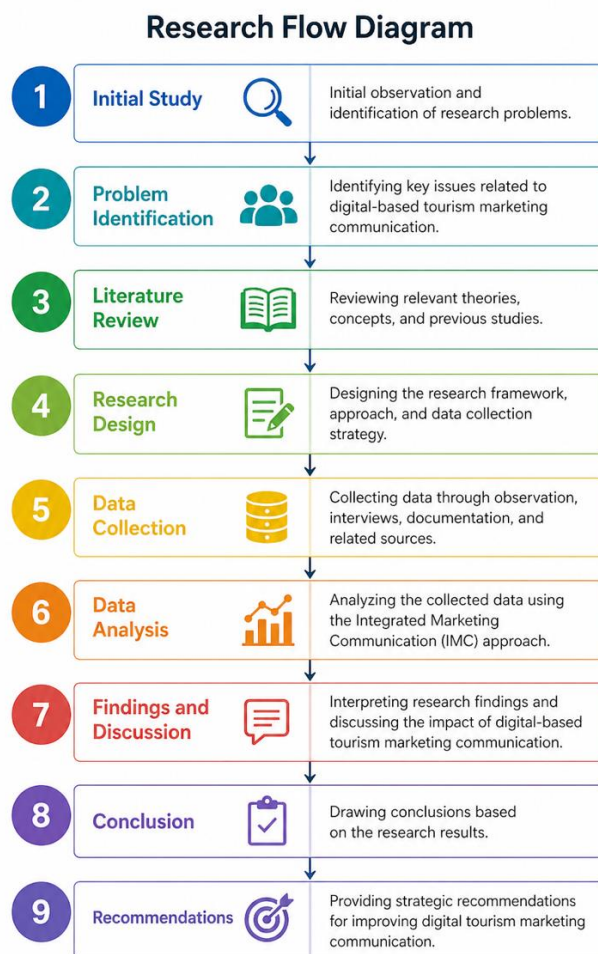 Research Flow Diagram
1
Initial Study
Initial observation and
identification of research problems.
2
Problem
Identification
Identifying key issues related to
digital-based tourism marketing
communication.
3
Literature
Review
Reviewing relevant theories,
concepts, and previous studies.
4
Research
Design
Designing the research framework,
approach, and data collection
strategy.
5
Data
Collection
Collecting data through observation,
interviews, documentation, and
related sources.
6
Data
Analysis
Analyzing the collected data using
the Integrated Marketing
Communication (IMC) approach.
7
Findings and
Discussion
Interpreting research findings and
discussing the impact of digital-based
tourism marketing communication.
8
Conclusion
Drawing conclusions based
on the research results.
9
Recommendations
Providing strategic recommendations
for improving digital tourism marketing
communication.